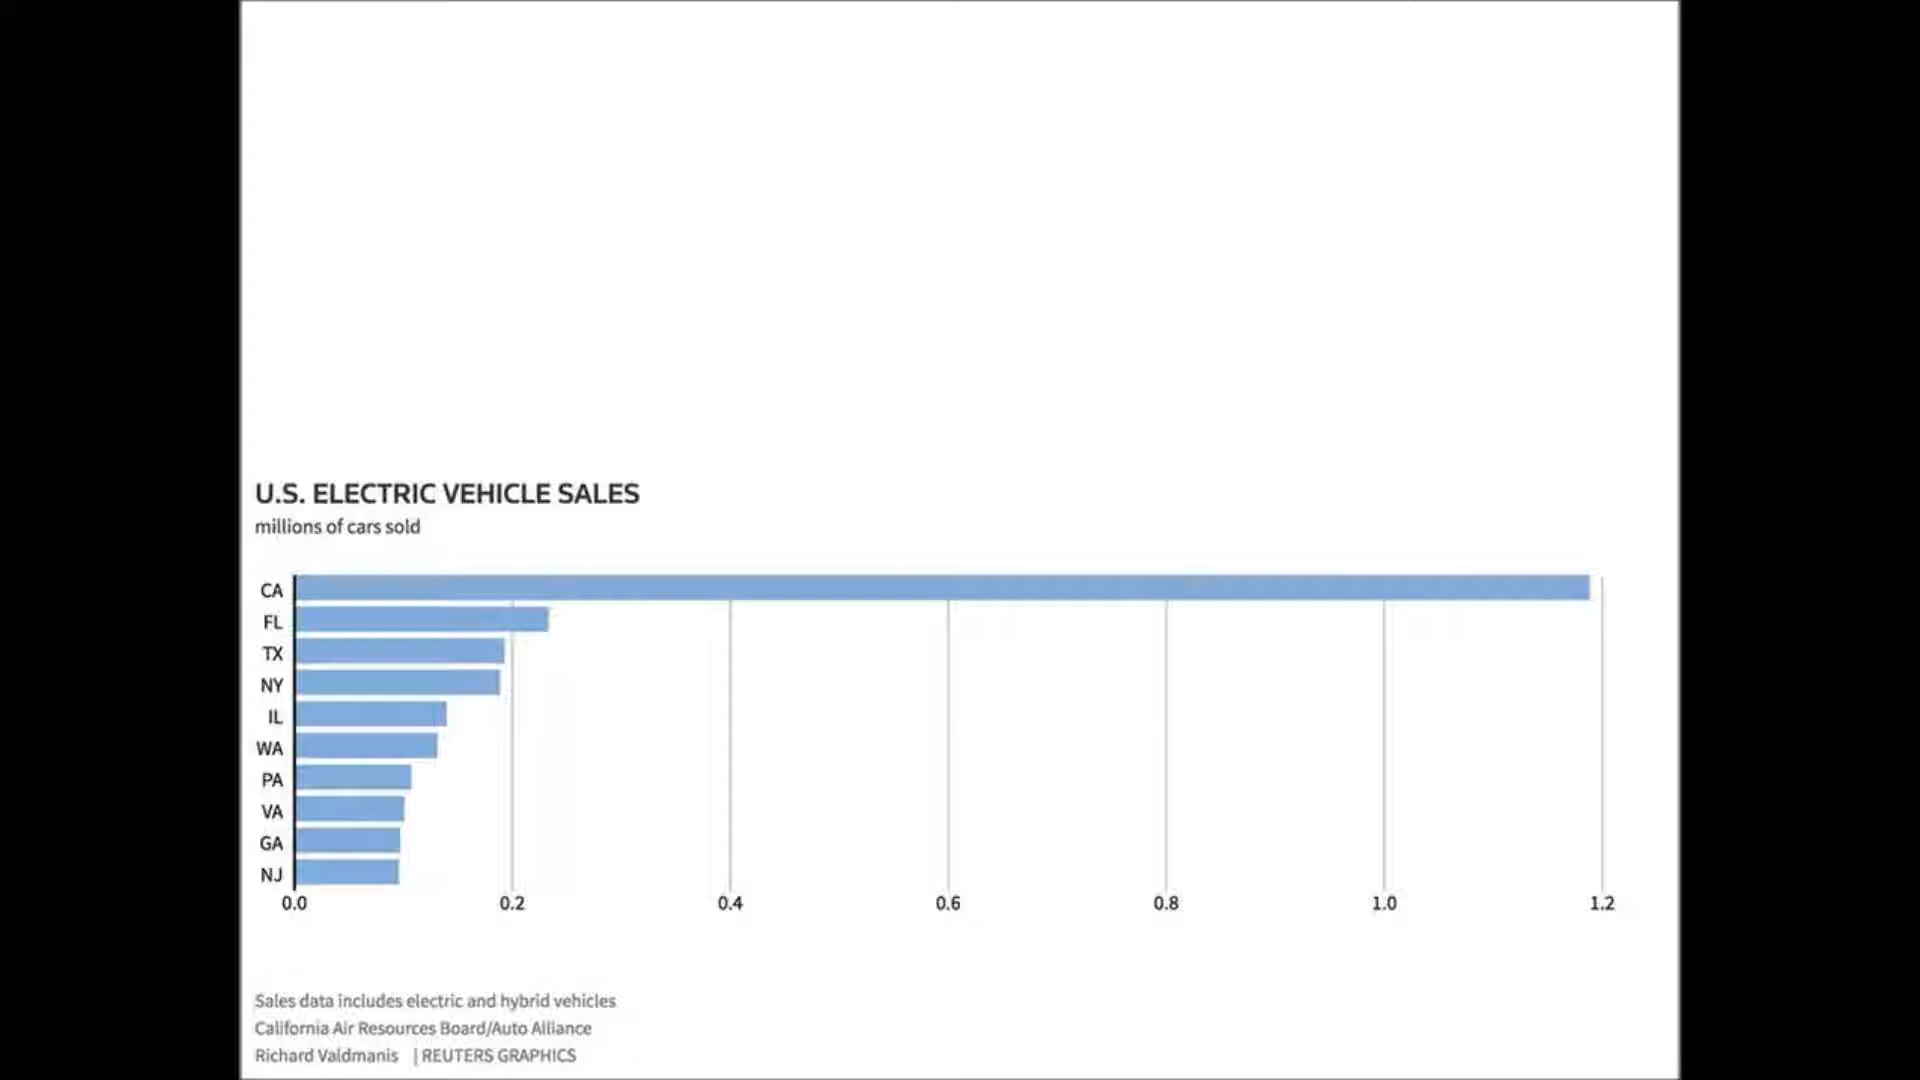 U.S. ELECTRIC VEHICLE SALES
millions of cars sold
CA
FL
TX
NY
IL
WA
PA
VA
GA
NJ
0.0 0.2 0.4 0.6 0.8 1.0 1.2
Sales data includes electric and hybrid vehicles
California Air Resources Board/Auto Alliance
Richard Valdmanis | REUTERS GRAPHICS